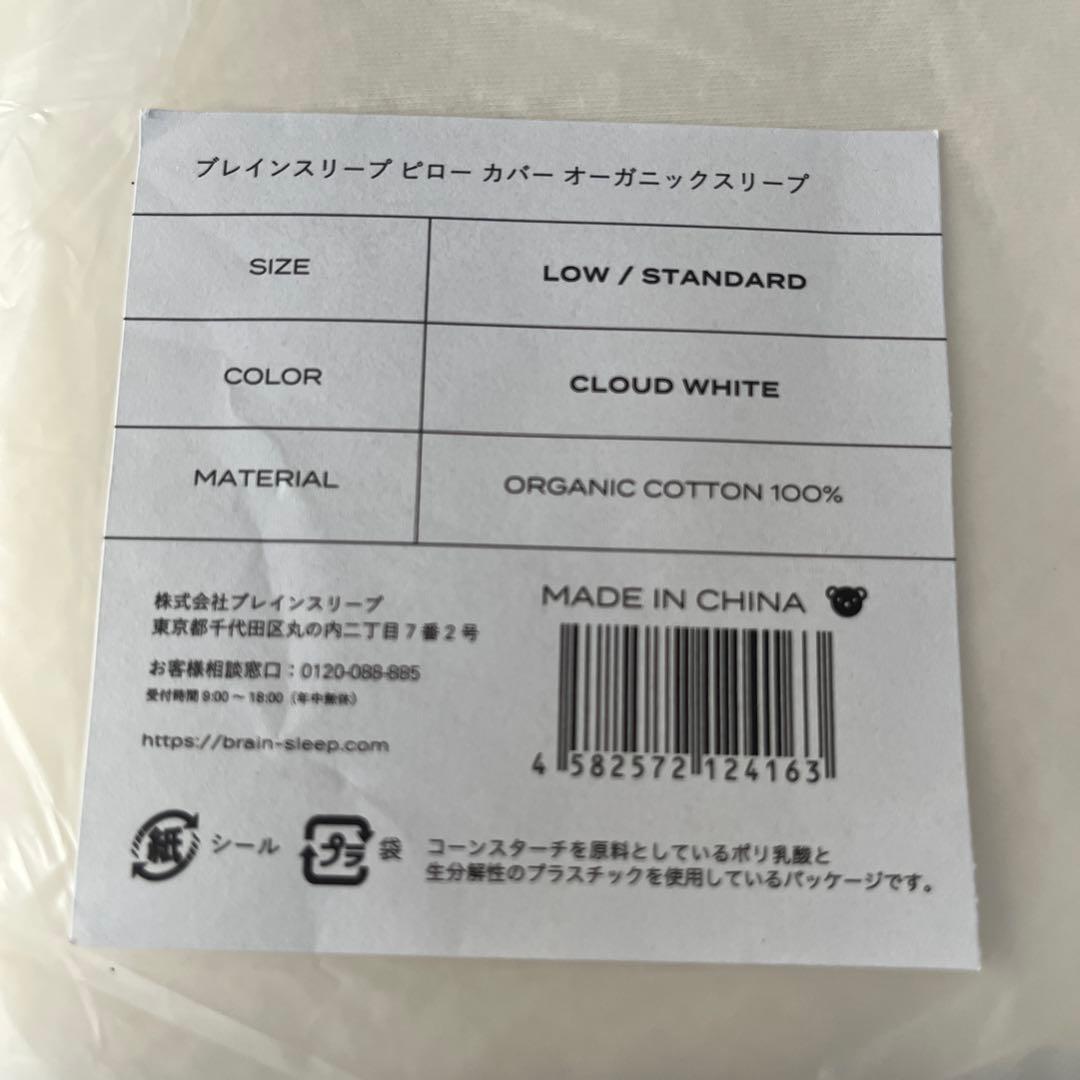 ブレインスリープ ピロー カバー オーガニックスリープ
SIZE
LOW / STANDARD
COLOR
CLOUD WHITE
MATERIAL
ORGANIC COTTON 100%
株式会社ブレインスリープ
東京都千代田区丸の内二丁目7番2号
お客様相談窓口：0120-088-885
受付時間 9:00～18:00（年中無休）
https://brain-sleep.com
MADE IN CHINA
4 582572 124163
紙 シール プラ 袋
コーンスターチを原料としているポリ乳酸と
生分解性のプラスチックを使用しているパッケージです。